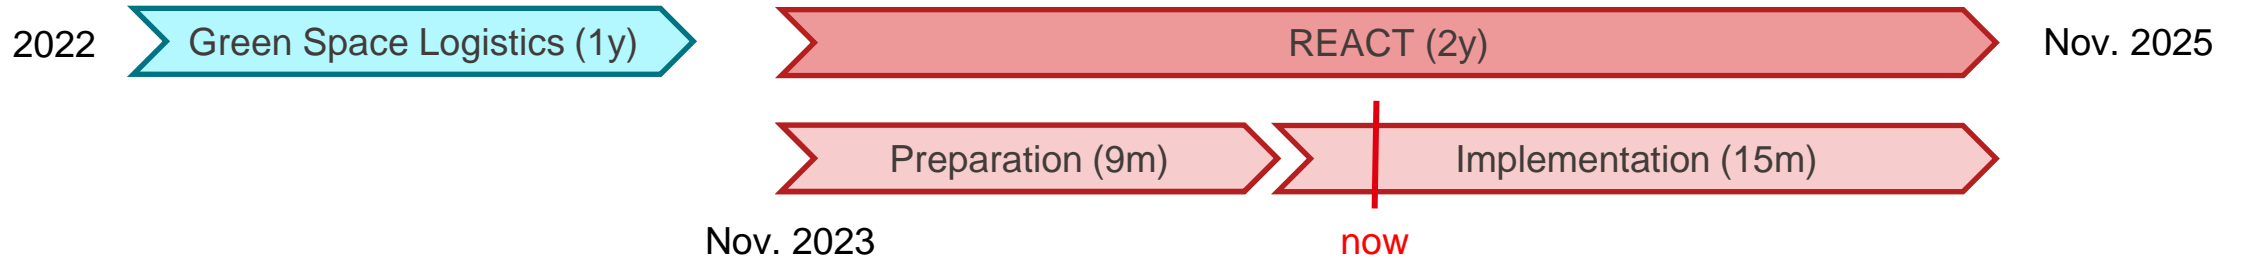 2022
Green Space Logistics (1y)
REACT (2y)
Nov. 2025
Preparation (9m)
Implementation (15m)
Nov. 2023
now